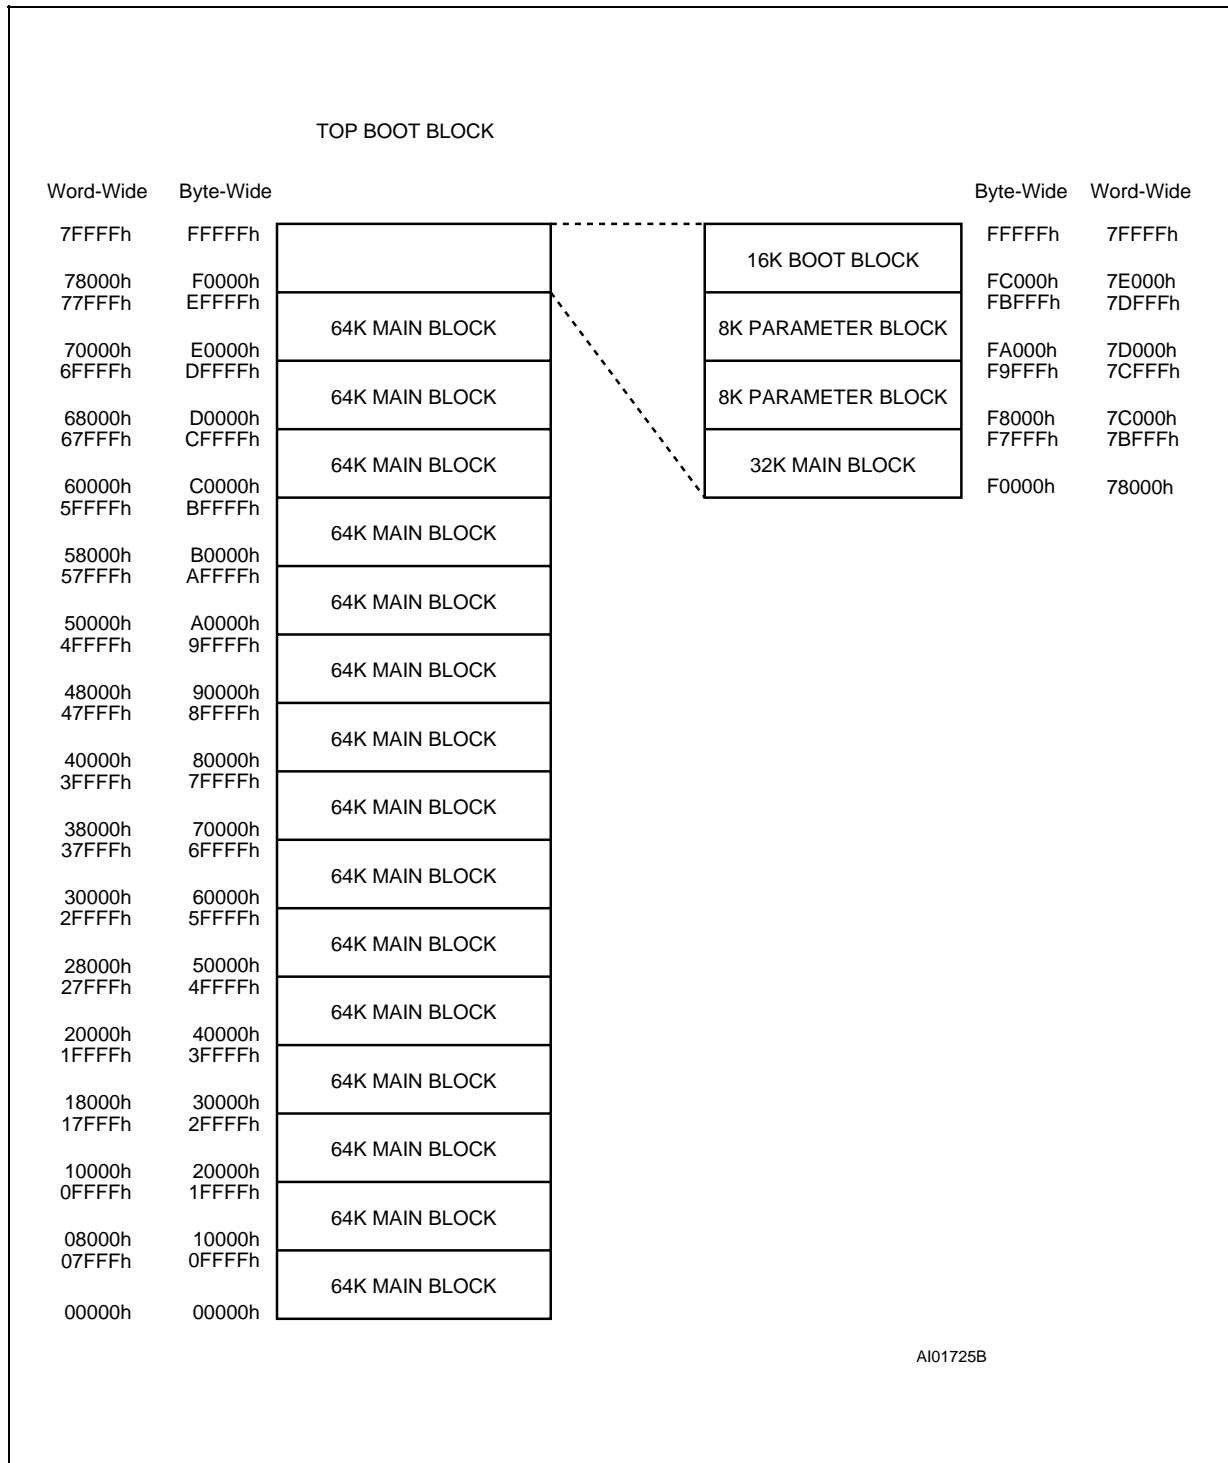 TOP BOOT BLOCK
Word-Wide Byte-Wide Byte-Wide Word-Wide
7FFFFh FFFFFh FFFFFh 7FFFFh
16K BOOT BLOCK
78000h F0000h FC000h 7E000h
77FFFh EFFFFh FBFFFh 7DFFFh
64K MAIN BLOCK 8K PARAMETER BLOCK
70000h E0000h FA000h 7D000h
6FFFFh DFFFFh F9FFFh 7CFFFh
64K MAIN BLOCK 8K PARAMETER BLOCK
68000h D0000h F8000h 7C000h
67FFFh CFFFFh F7FFFh 7BFFFh
64K MAIN BLOCK 32K MAIN BLOCK
60000h C0000h F0000h 78000h
5FFFFh BFFFFh
64K MAIN BLOCK
58000h B0000h
57FFFh AFFFFh
64K MAIN BLOCK
50000h A0000h
4FFFFh 9FFFFh
64K MAIN BLOCK
48000h 90000h
47FFFh 8FFFFh
64K MAIN BLOCK
40000h 80000h
3FFFFh 7FFFFh
64K MAIN BLOCK
38000h 70000h
37FFFh 6FFFFh
64K MAIN BLOCK
30000h 60000h
2FFFFh 5FFFFh
64K MAIN BLOCK
28000h 50000h
27FFFh 4FFFFh
64K MAIN BLOCK
20000h 40000h
1FFFFh 3FFFFh
64K MAIN BLOCK
18000h 30000h
17FFFh 2FFFFh
64K MAIN BLOCK
10000h 20000h
0FFFFh 1FFFFh
64K MAIN BLOCK
08000h 10000h
07FFFh 0FFFFh
64K MAIN BLOCK
00000h 00000h
AI01725B